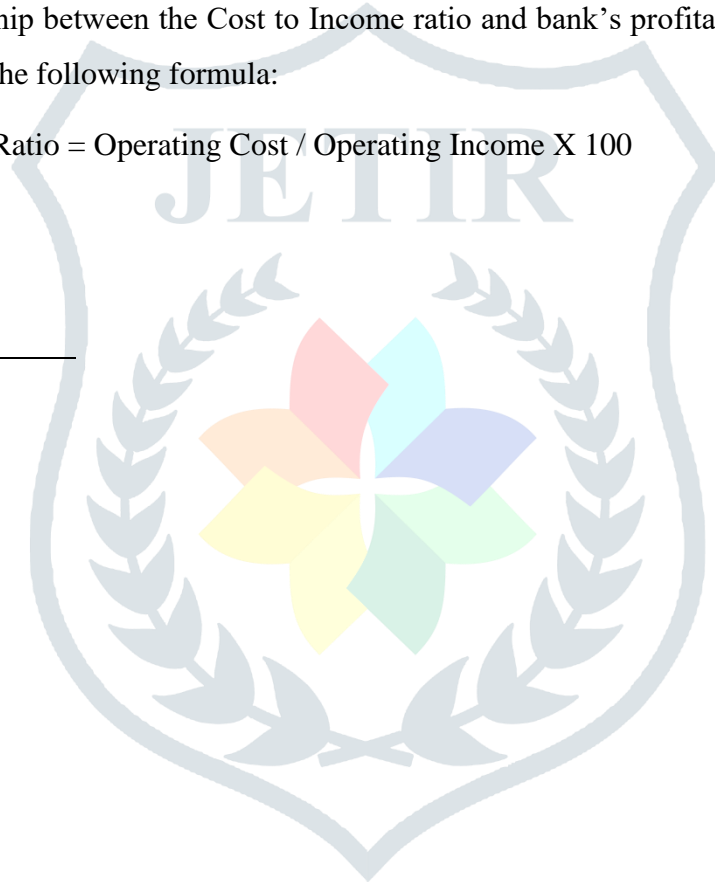 hip between the Cost to Income ratio and bank’s profita
he following formula:
Ratio = Operating Cost / Operating Income X 100
JETIR